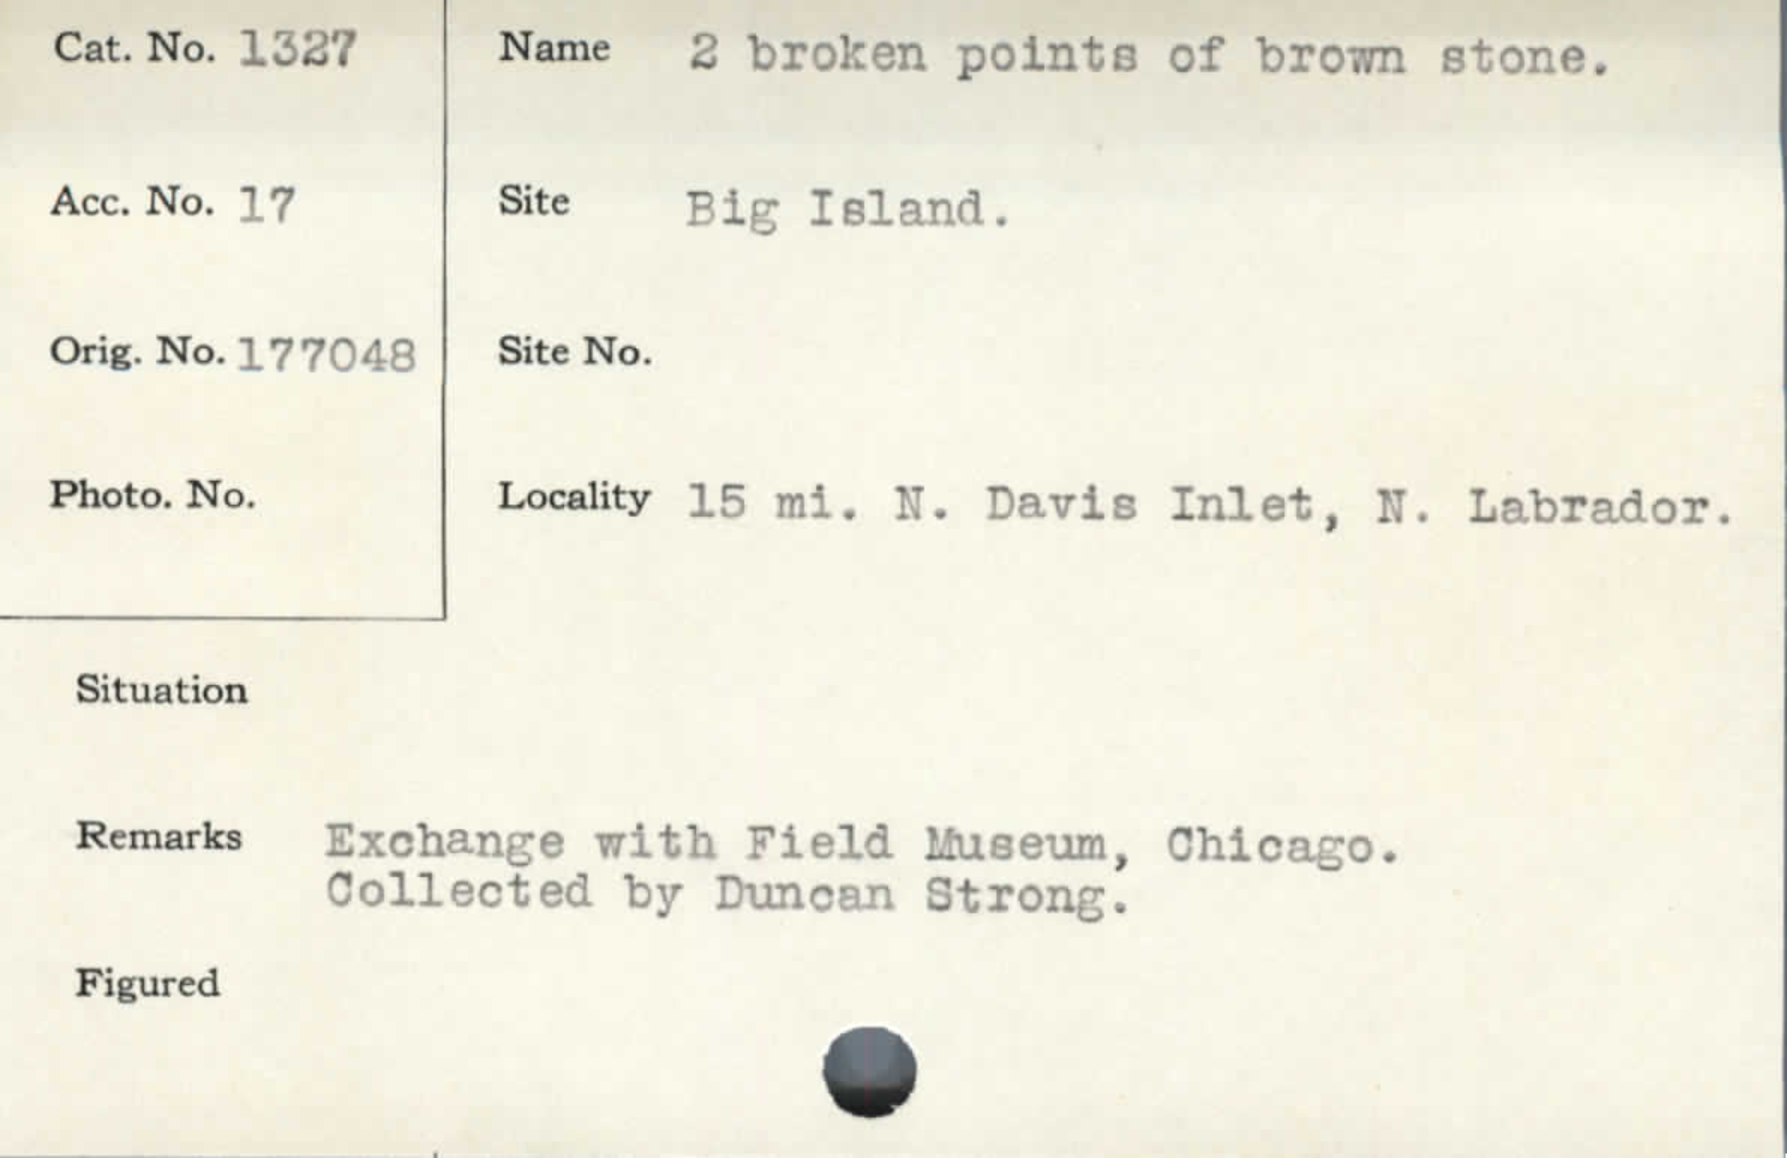 Cat. No. 1327
Name 2 broken points of brown stone.
Acc. No. 17
Site Big Island.
Orig. No. 177048
Site No.
Photo. No.
Locality 15 mi. N. Davis Inlet, N. Labrador.
Situation
Remarks Exchange with Field Museum, Chicago.
Collected by Duncan Strong.
Figured